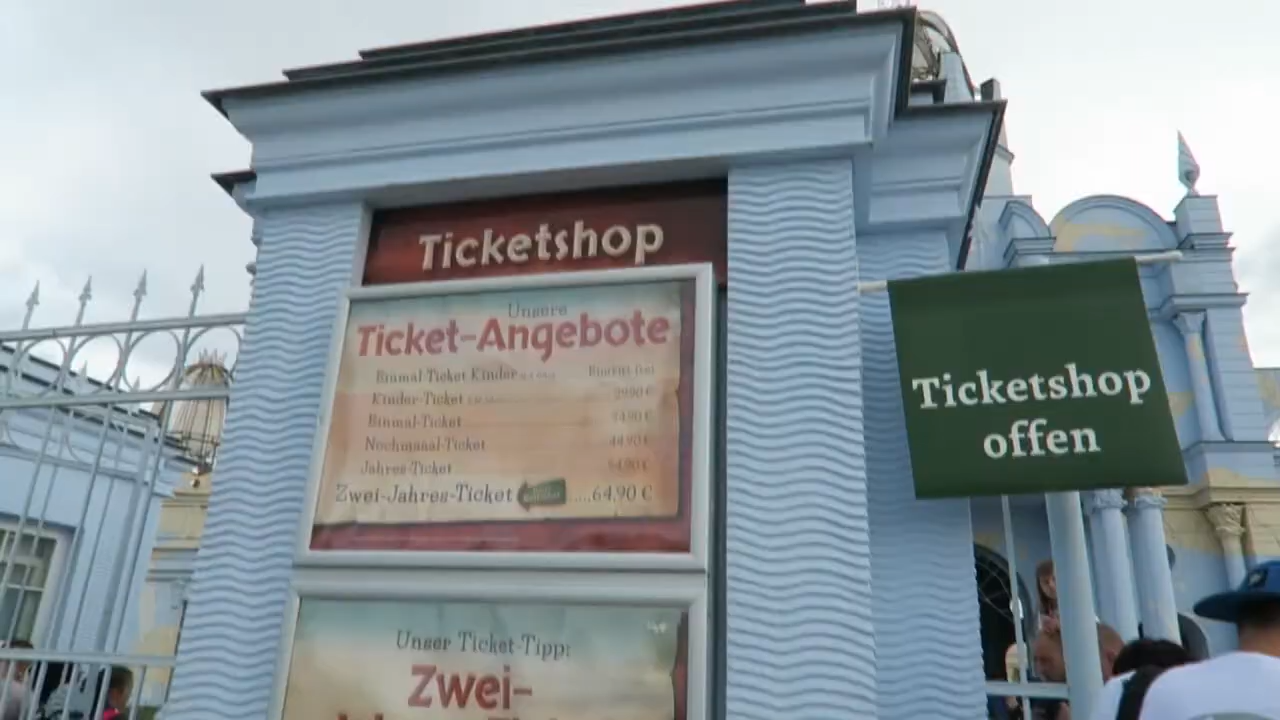 Ticketshop
Unsere
Ticket-Angebote
Einmal-Ticket Kinder
Kinder-Ticket
Einmal-Ticket
Nochmaaal-Ticket
Jahres-Ticket
Zwei-Jahres-Ticket ....64,90 €
Unser Ticket-Tipp:
Zwei-
Ticketshop
offen